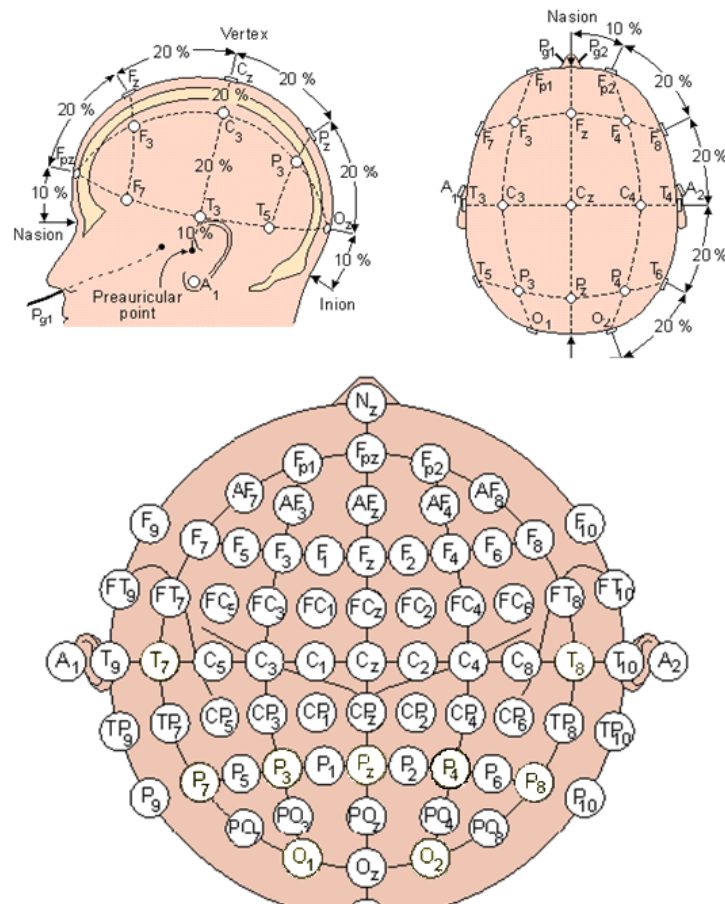 Vertex
20 % 20 %
Fz Cz
20 % 20 % 20 %
F3 C3 Pz
Fpz 20 % P3 20 %
10 % F7 T3 T5 Oz
Nasion 10 % 10 %
Preauricular point A1 Inion
Pg1
Nasion
10 %
Pg1 Pg2
Fp1 Fp2
20 %
F7 F3 Fz F4 F8
20 %
A1 T3 C3 Cz C4 T4 A2
20 %
T5 P3 Pz P4 T6
O1 O2 20 %
Nz
Fp1 Fpz Fp2
AF7 AF3 AFz AF4 AF8
F9 F7 F5 F3 F1 Fz F2 F4 F6 F8 F10
FT9 FT7 FC5 FC3 FC1 FCz FC2 FC4 FC6 FT8 FT10
A1 T9 T7 C5 C3 C1 Cz C2 C4 C8 T8 T10 A2
TP9 TP7 CP5 CP3 CP1 CPz CP2 CP4 CP6 TP8 TP10
P9 P7 P5 P3 P1 Pz P2 P4 P6 P8 P10
PO7 PO3 POz PO4 PO8
O1 Oz O2